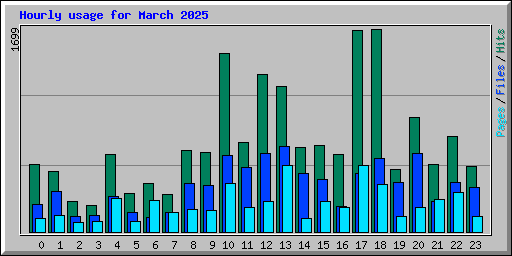 Hourly usage for March 2025
1699
Pages/Files/Hits
0 1 2 3 4 5 6 7 8 9 10 11 12 13 14 15 16 17 18 19 20 21 22 23